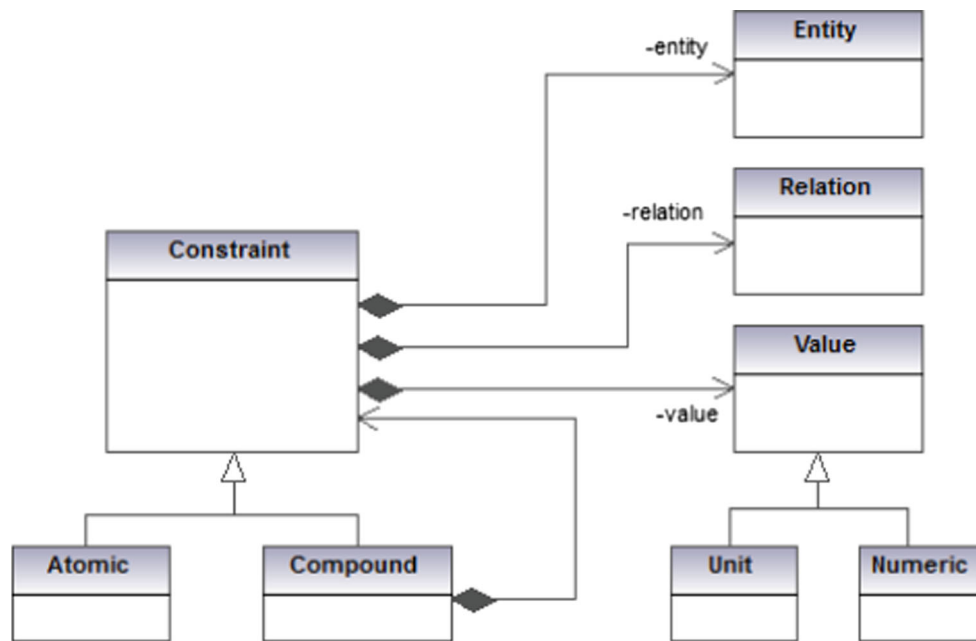 Entity
-entity
Relation
-relation
Constraint
Value
-value
Atomic
Compound
Unit
Numeric